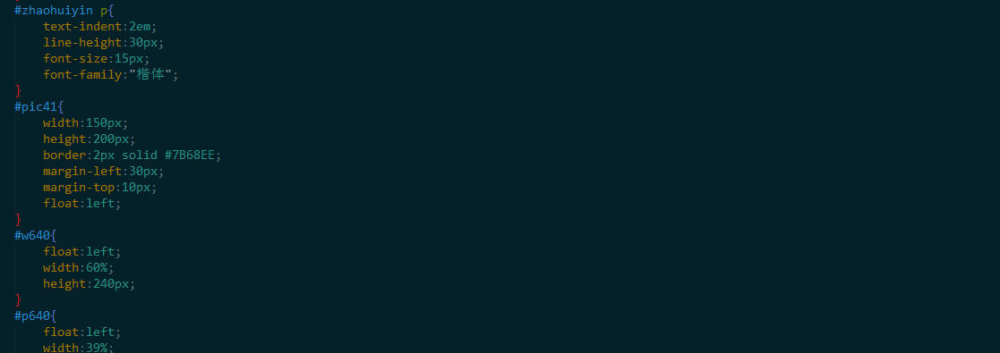 #zhaohuiyin p{
text-indent:2em;
line-height:30px;
font-size:15px;
font-family:"楷体";
}
#pic41{
width:150px;
height:200px;
border:2px solid #7B68EE;
margin-left:30px;
margin-top:10px;
float:left;
}
#w640{
float:left;
width:60%;
height:240px;
}
#p640{
float:left;
width:39%;